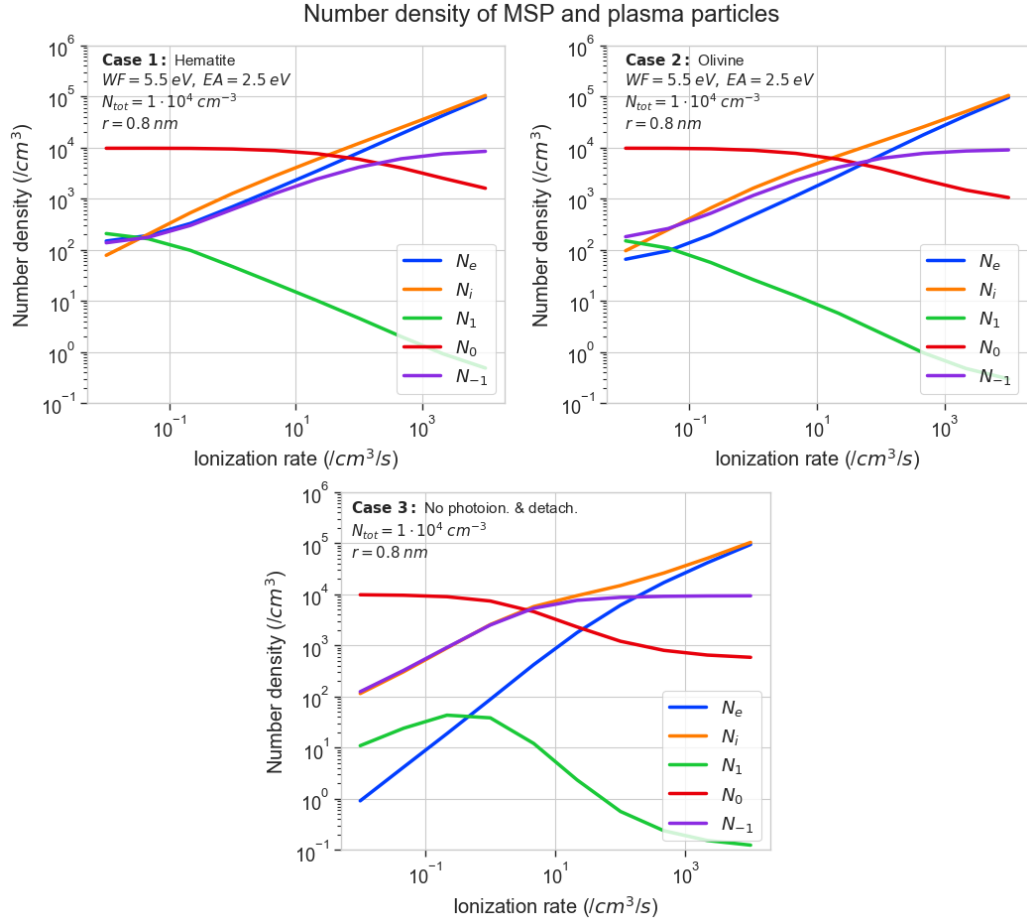 Number density of MSP and plasma particles
Case 1: Hematite
WF = 5.5 eV, EA = 2.5 eV
N_{tot} = 1 · 10^4 cm^{-3}
r = 0.8 nm
Number density (/cm^3)
10^6
10^5
10^4
10^3
10^2
10^1
10^0
10^{-1}
N_e
N_i
N_1
N_0
N_{-1}
10^{-1}
10^1
10^3
Ionization rate (/cm^3/s)
Case 2: Olivine
WF = 5.5 eV, EA = 2.5 eV
N_{tot} = 1 · 10^4 cm^{-3}
r = 0.8 nm
Number density (/cm^3)
10^6
10^5
10^4
10^3
10^2
10^1
10^0
10^{-1}
N_e
N_i
N_1
N_0
N_{-1}
10^{-1}
10^1
10^3
Ionization rate (/cm^3/s)
Case 3: No photoion. & detach.
N_{tot} = 1 · 10^4 cm^{-3}
r = 0.8 nm
Number density (/cm^3)
10^6
10^5
10^4
10^3
10^2
10^1
10^0
10^{-1}
N_e
N_i
N_1
N_0
N_{-1}
10^{-1}
10^1
10^3
Ionization rate (/cm^3/s)